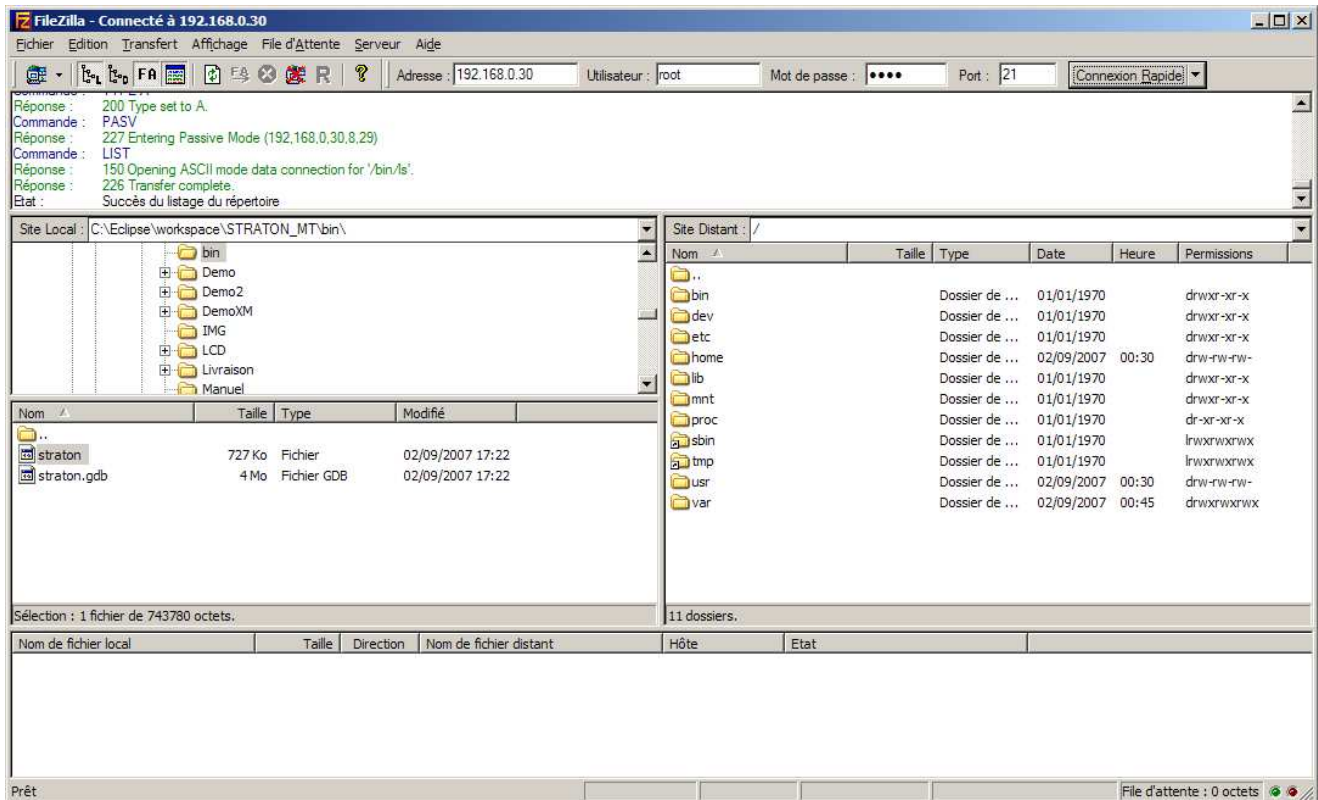 FileZilla - Connecté à 192.168.0.30
Fichier Edition Transfert Affichage File d'Attente Serveur Aide
Adresse : 192.168.0.30 Utilisateur : root Mot de passe : •••• Port : 21 Connexion Rapide
Réponse : 200 Type set to A.
Commande : PASV
Réponse : 227 Entering Passive Mode (192,168,0,30,8,29)
Commande : LIST
Réponse : 150 Opening ASCII mode data connection for '/bin/ls'.
Réponse : 226 Transfer complete.
Etat : Succès du listage du répertoire
Site Local : C:\Eclipse\workspace\STRATON_MT\bin\
bin
Demo
Demo2
DemoXM
IMG
LCD
Livraison
Manuel
Nom Taille Type Modifié
..
straton 727 Ko Fichier 02/09/2007 17:22
straton.gdb 4 Mo Fichier GDB 02/09/2007 17:22
Sélection : 1 fichier de 743780 octets.
Site Distant : /
Nom Taille Type Date Heure Permissions
..
bin Dossier de ... 01/01/1970 drwxr-xr-x
dev Dossier de ... 01/01/1970 drwxr-xr-x
etc Dossier de ... 01/01/1970 drwxr-xr-x
home Dossier de ... 02/09/2007 00:30 drw-rw-rw-
lib Dossier de ... 01/01/1970 drwxr-xr-x
mnt Dossier de ... 01/01/1970 drwxr-xr-x
proc Dossier de ... 01/01/1970 dr-xr-xr-x
sbin Dossier de ... 01/01/1970 lrwxrwxrwx
tmp Dossier de ... 01/01/1970 lrwxrwxrwx
usr Dossier de ... 02/09/2007 00:30 drw-rw-rw-
var Dossier de ... 02/09/2007 00:45 drwxrwxrwx
11 dossiers.
Nom de fichier local Taille Direction Nom de fichier distant Hôte Etat
Prêt File d'attente : 0 octets